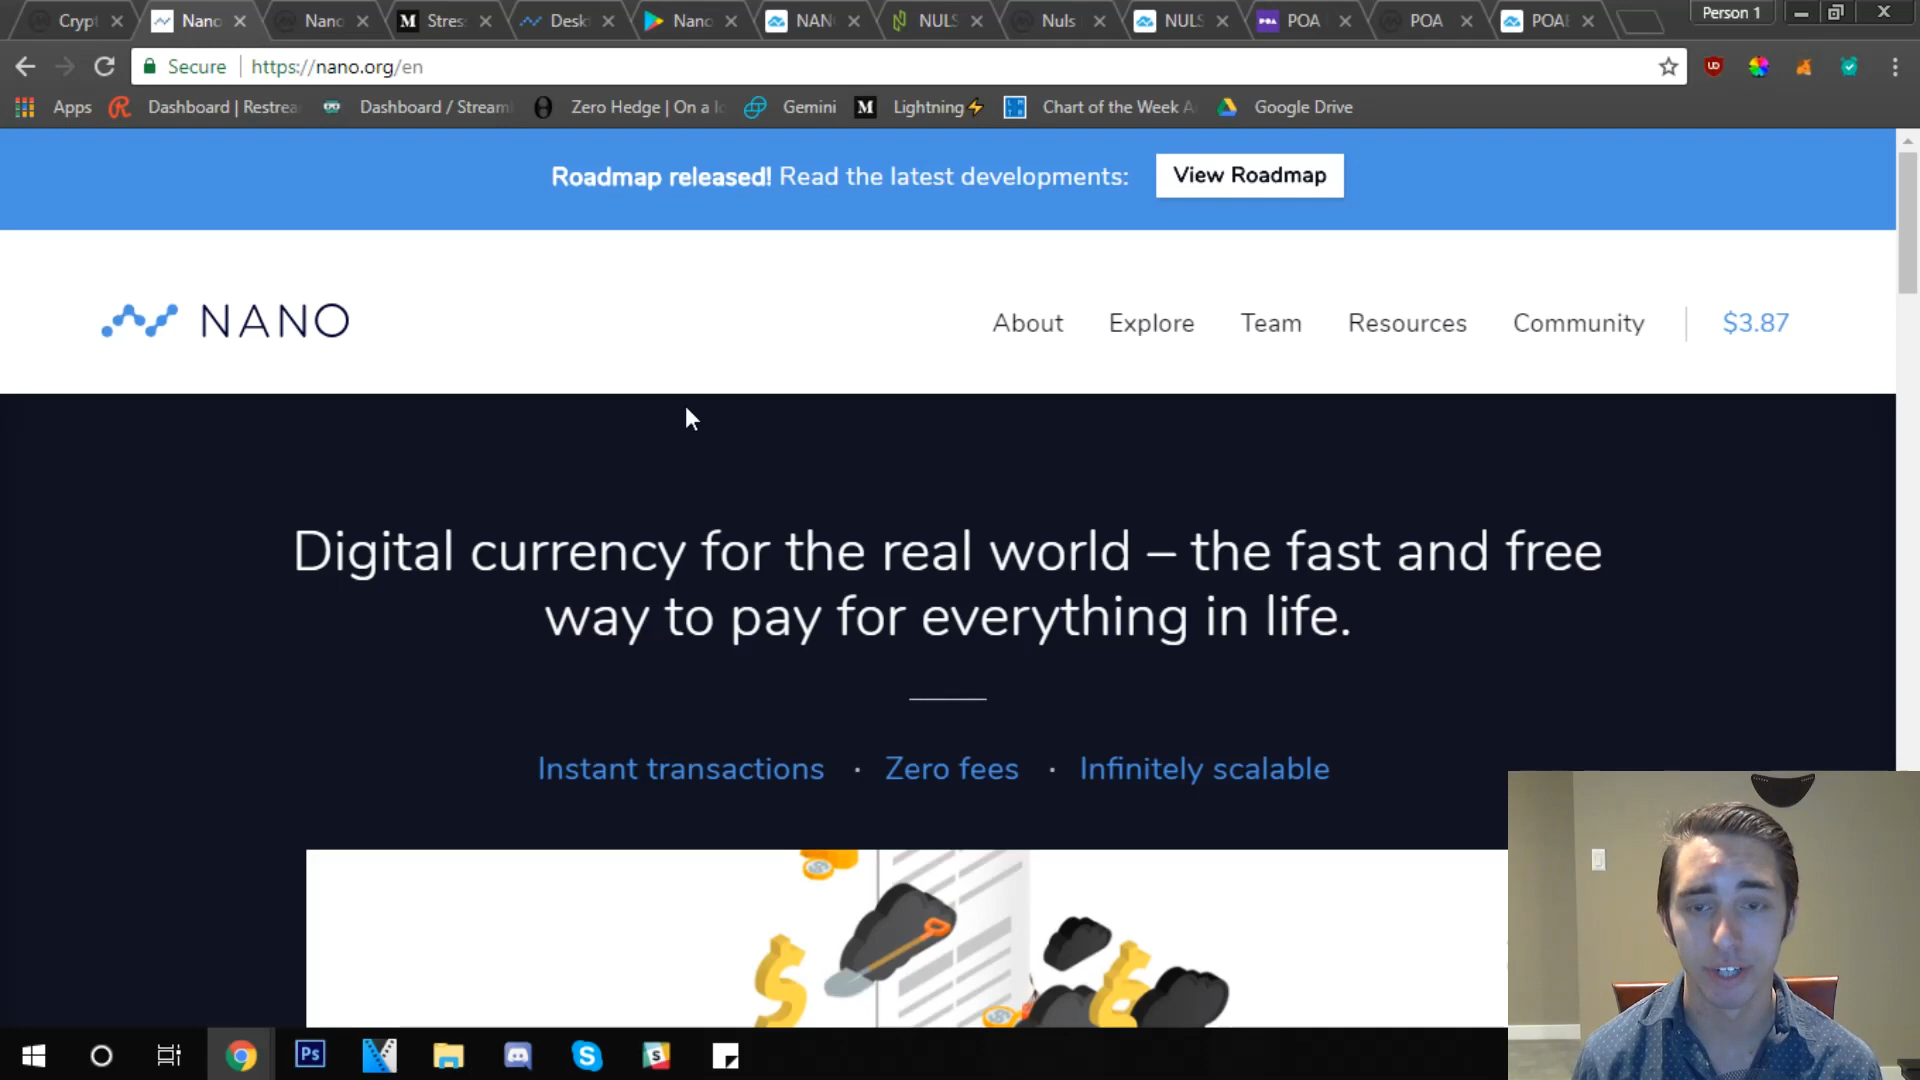 Crypt
Nano
Nano
Stres
Desk
Nano
NAN
NULS
Nuls
NULS
POA
POA
POA
Person 1
Secure
https://nano.org/en
Apps
Dashboard | Restrea
Dashboard / Stream
Zero Hedge | On a lo
Gemini
M
Lightning⚡
Chart of the Week A
Google Drive
Roadmap released! Read the latest developments:
View Roadmap
NANO
About
Explore
Team
Resources
Community
$3.87
Digital currency for the real world – the fast and free
way to pay for everything in life.
Instant transactions · Zero fees · Infinitely scalable
Ps